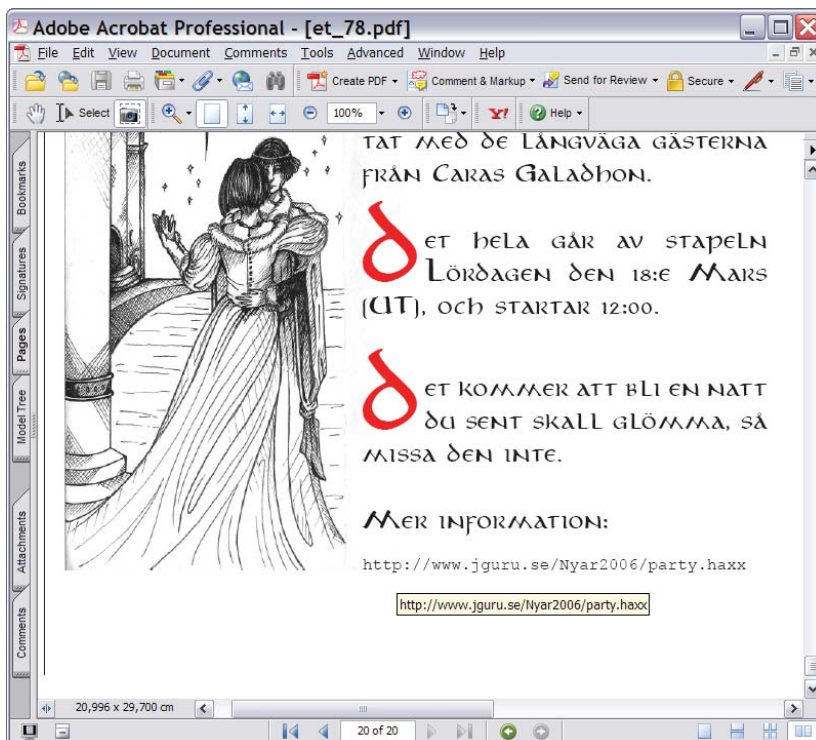 Adobe Acrobat Professional - [et_78.pdf]
File Edit View Document Comments Tools Advanced Window Help
Create PDF Comment & Markup Send for Review Secure
Select 100% Y! Help
Bookmarks
Signatures
Pages
Model Tree
Attachments
Comments
tat med de långväga gästerna
från Caras Galadhon.
Det hela går av stapeln
Lördagen den 18:e Mars
(UT), och startar 12:00.
Det kommer att bli en natt
du sent skall glömma, så
missa den inte.
Mer information:
http://www.jguru.se/Nyar2006/party.haxx
http://www.jguru.se/Nyar2006/party.haxx
20,996 x 29,700 cm
20 of 20